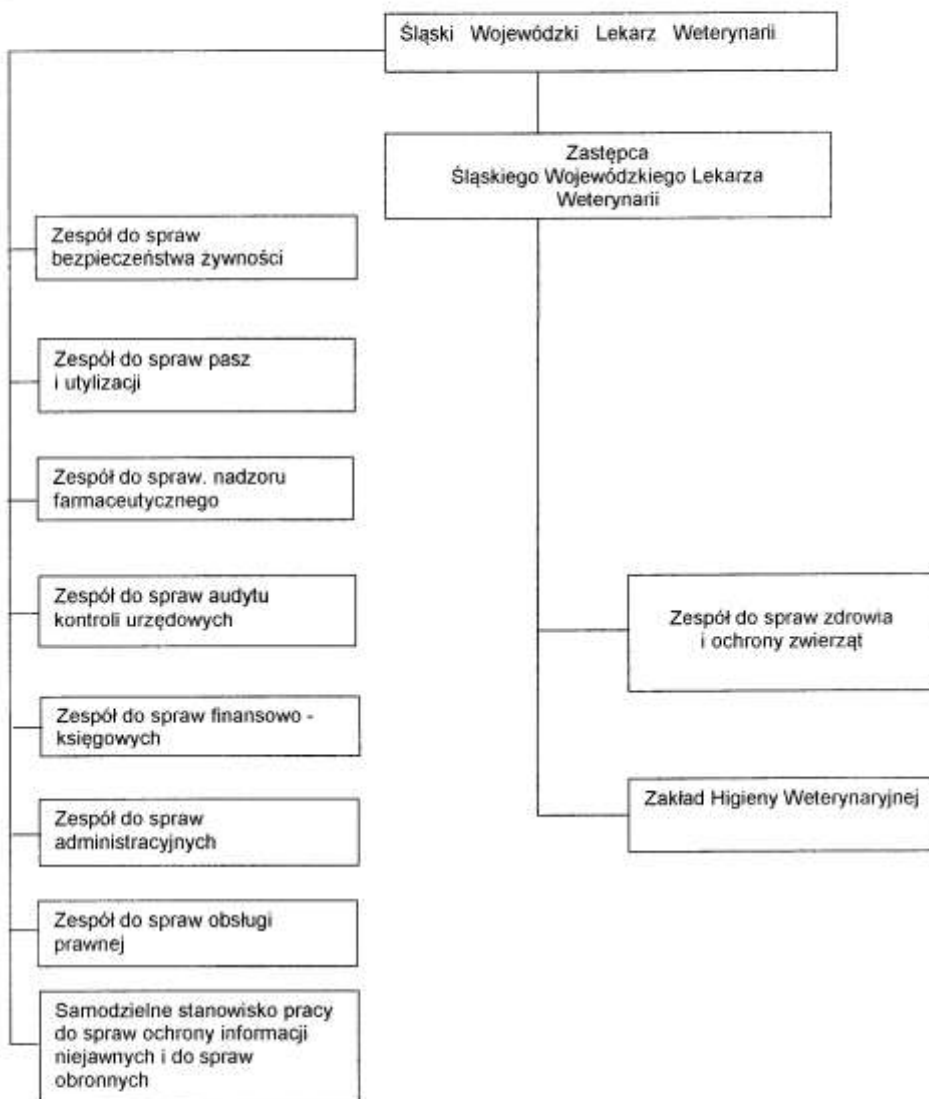 Śląski Wojewódzki Lekarz Weterynarii
Zastępca
Śląskiego Wojewódzkiego Lekarza
Weterynarii
Zespół do spraw
bezpieczeństwa żywności
Zespół do spraw pasz
i utylizacji
Zespół do spraw. nadzoru
farmaceutycznego
Zespół do spraw audytu
kontroli urzędowych
Zespół do spraw finansowo -
księgowych
Zespół do spraw
administracyjnych
Zespół do spraw obsługi
prawnej
Samodzielne stanowisko pracy
do spraw ochrony informacji
niejawnych i do spraw
obronnych
Zespół do spraw zdrowia
i ochrony zwierząt
Zakład Higieny Weterynaryjnej